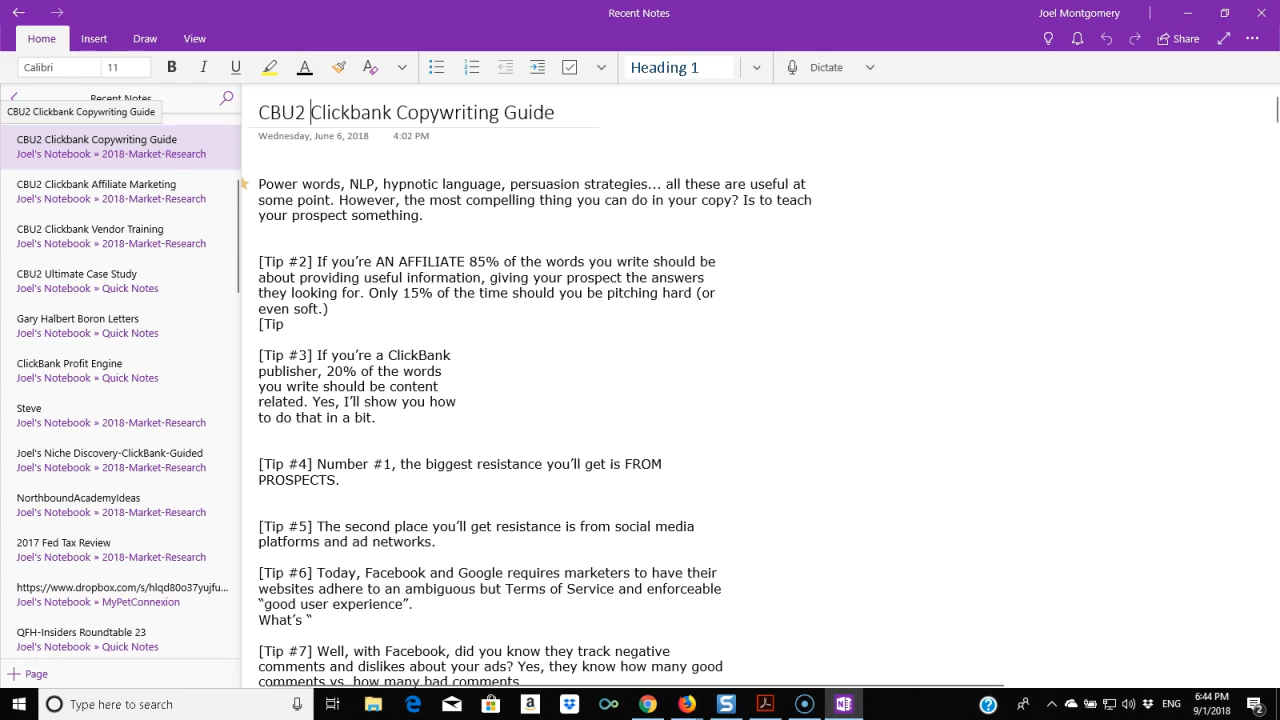 Recent Notes
Joel Montgomery
Home
Insert
Draw
View
Share
Calibri
11
B
I
U
A
Heading 1
Dictate
Recent Notes
CBU2 Clickbank Copywriting Guide
CBU2 Clickbank Copywriting Guide
Joel's Notebook » 2018-Market-Research
CBU2 Clickbank Affiliate Marketing
Joel's Notebook » 2018-Market-Research
CBU2 Clickbank Vendor Training
Joel's Notebook » 2018-Market-Research
CBU2 Ultimate Case Study
Joel's Notebook » Quick Notes
Gary Halbert Boron Letters
Joel's Notebook » Quick Notes
ClickBank Profit Engine
Joel's Notebook » Quick Notes
Steve
Joel's Notebook » 2018-Market-Research
Joel's Niche Discovery-ClickBank-Guided
Joel's Notebook » 2018-Market-Research
NorthboundAcademyIdeas
Joel's Notebook » 2018-Market-Research
2017 Fed Tax Review
Joel's Notebook » 2018-Market-Research
https://www.dropbox.com/s/hlqd80o37yujfu...
Joel's Notebook » MyPetConnexion
QFH-Insiders Roundtable 23
Joel's Notebook » Quick Notes
Page
CBU2 Clickbank Copywriting Guide
Wednesday, June 6, 2018 4:02 PM
Power words, NLP, hypnotic language, persuasion strategies... all these are useful at
some point. However, the most compelling thing you can do in your copy? Is to teach
your prospect something.
[Tip #2] If you’re AN AFFILIATE 85% of the words you write should be
about providing useful information, giving your prospect the answers
they looking for. Only 15% of the time should you be pitching hard (or
even soft.)
[Tip
[Tip #3] If you’re a ClickBank
publisher, 20% of the words
you write should be content
related. Yes, I’ll show you how
to do that in a bit.
[Tip #4] Number #1, the biggest resistance you’ll get is FROM
PROSPECTS.
[Tip #5] The second place you’ll get resistance is from social media
platforms and ad networks.
[Tip #6] Today, Facebook and Google requires marketers to have their
websites adhere to an ambiguous but Terms of Service and enforceable
“good user experience”.
What’s “
[Tip #7] Well, with Facebook, did you know they track negative
comments and dislikes about your ads? Yes, they know how many good
comments vs. how many bad comments
Type here to search
ENG
6:44 PM
9/1/2018
2